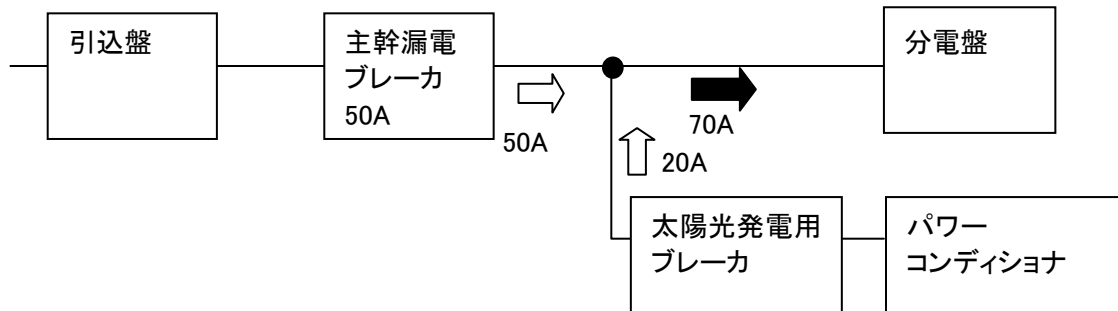 引込盤
主幹漏電
ブレーカ
50A
分電盤
50A
70A
20A
太陽光発電用
ブレーカ
パワー
コンディショナ